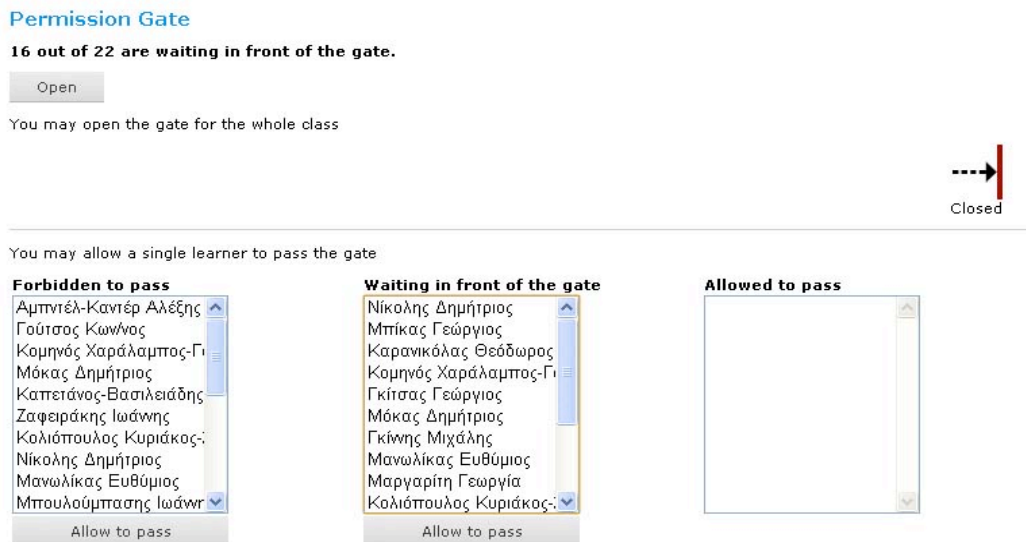 Permission Gate
16 out of 22 are waiting in front of the gate.
Open
You may open the gate for the whole class
Closed
You may allow a single learner to pass the gate
Forbidden to pass
Αμπντέλ-Καντέρ Αλέξης
Γούτσος Κων/νος
Κομηνός Χαράλαμπος-Γι
Μόκας Δημήτριος
Καπετάνος-Βασιλειάδης
Ζαφειράκης Ιωάννης
Κολιόπουλος Κυριάκος-
Νίκολης Δημήτριος
Μανωλίκας Ευθύμιος
Μπουλούμπασης Ιωάνν
Allow to pass
Waiting in front of the gate
Νίκολης Δημήτριος
Μπίκας Γεώργιος
Καρανικόλας Θεόδωρος
Κομηνός Χαράλαμπος-Γι
Γκίτσας Γεώργιος
Μόκας Δημήτριος
Γκίννης Μιχάλης
Μανωλίκας Ευθύμιος
Μαργαρίτη Γεωργία
Κολιόπουλος Κυριάκος-
Allow to pass
Allowed to pass